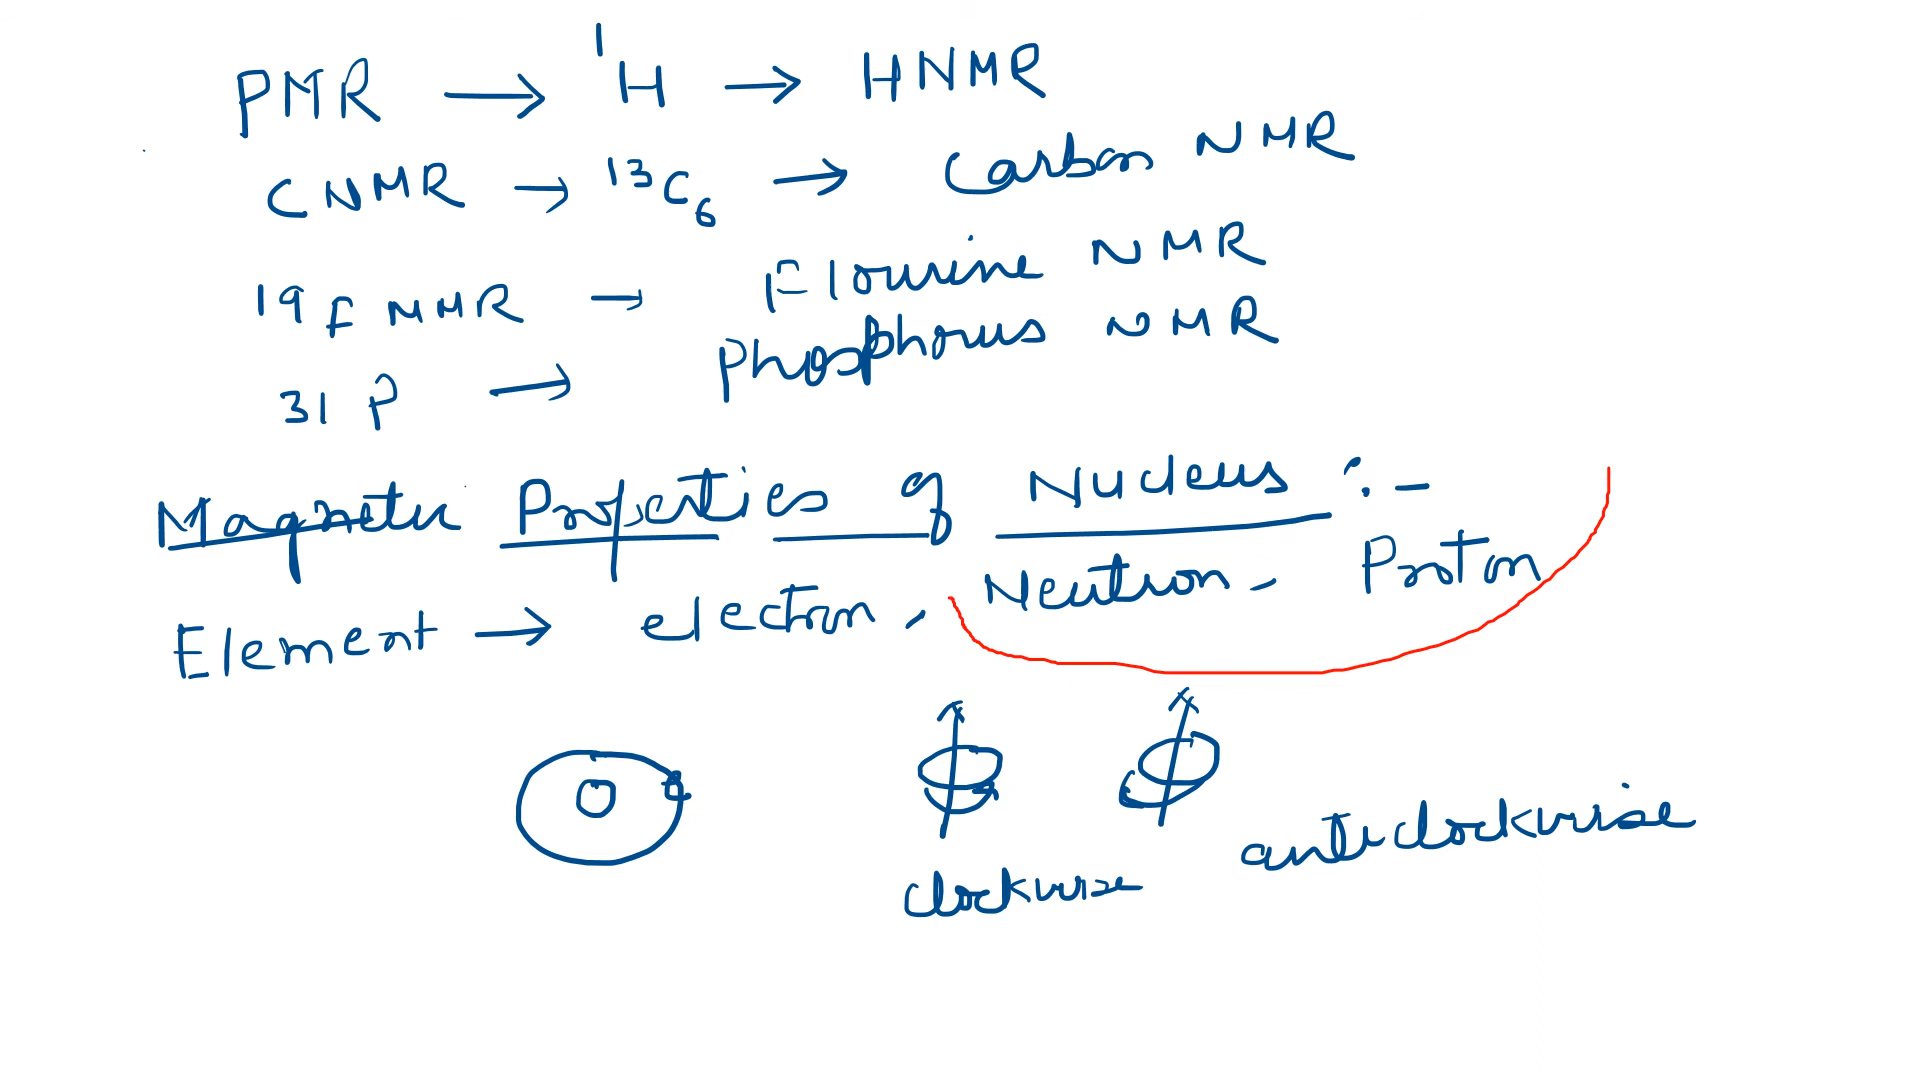 PMR → ¹H → HNMR
CNMR → ¹³C₆ → Carbon NMR
19 F NMR → Flourine NMR
31 P → Phosphorus NMR
Magnetic Properties of Nucleus :-
Element → electron, Neutron, Proton
clockwise anticlockwise